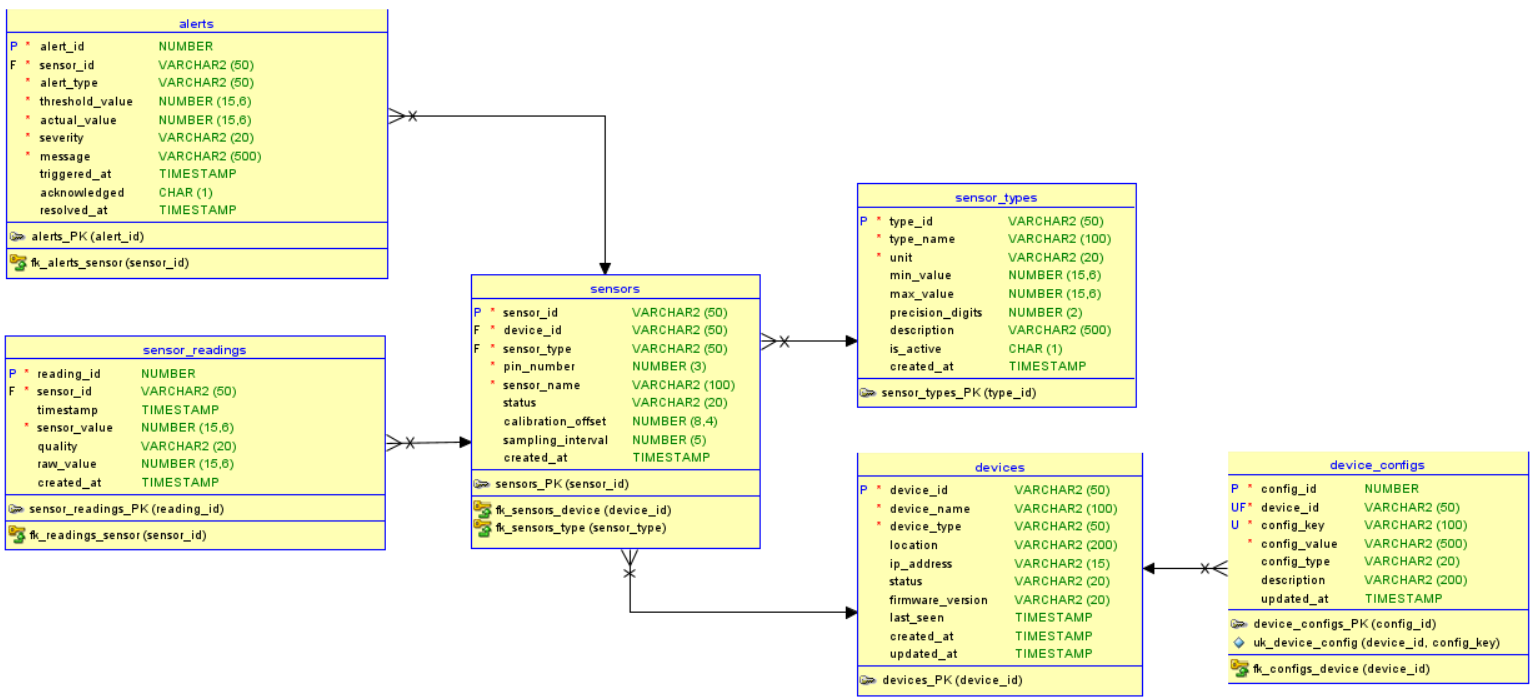 alerts
P * alert_id NUMBER
F * sensor_id VARCHAR2 (50)
* alert_type VARCHAR2 (50)
* threshold_value NUMBER (15,6)
* actual_value NUMBER (15,6)
* severity VARCHAR2 (20)
* message VARCHAR2 (500)
triggered_at TIMESTAMP
acknowledged CHAR (1)
resolved_at TIMESTAMP
alerts_PK (alert_id)
fk_alerts_sensor (sensor_id)
sensor_readings
P * reading_id NUMBER
F * sensor_id VARCHAR2 (50)
timestamp TIMESTAMP
* sensor_value NUMBER (15,6)
quality VARCHAR2 (20)
raw_value NUMBER (15,6)
created_at TIMESTAMP
sensor_readings_PK (reading_id)
fk_readings_sensor (sensor_id)
sensors
P * sensor_id VARCHAR2 (50)
F * device_id VARCHAR2 (50)
F * sensor_type VARCHAR2 (50)
* pin_number NUMBER (3)
* sensor_name VARCHAR2 (100)
status VARCHAR2 (20)
calibration_offset NUMBER (8,4)
sampling_interval NUMBER (5)
created_at TIMESTAMP
sensors_PK (sensor_id)
fk_sensors_device (device_id)
fk_sensors_type (sensor_type)
sensor_types
P * type_id VARCHAR2 (50)
* type_name VARCHAR2 (100)
* unit VARCHAR2 (20)
min_value NUMBER (15,6)
max_value NUMBER (15,6)
precision_digits NUMBER (2)
description VARCHAR2 (500)
is_active CHAR (1)
created_at TIMESTAMP
sensor_types_PK (type_id)
devices
P * device_id VARCHAR2 (50)
* device_name VARCHAR2 (100)
* device_type VARCHAR2 (50)
location VARCHAR2 (200)
ip_address VARCHAR2 (15)
status VARCHAR2 (20)
firmware_version VARCHAR2 (20)
last_seen TIMESTAMP
created_at TIMESTAMP
updated_at TIMESTAMP
devices_PK (device_id)
device_configs
P * config_id NUMBER
UF* device_id VARCHAR2 (50)
U * config_key VARCHAR2 (100)
* config_value VARCHAR2 (500)
config_type VARCHAR2 (20)
description VARCHAR2 (200)
updated_at TIMESTAMP
device_configs_PK (config_id)
uk_device_config (device_id, config_key)
fk_configs_device (device_id)